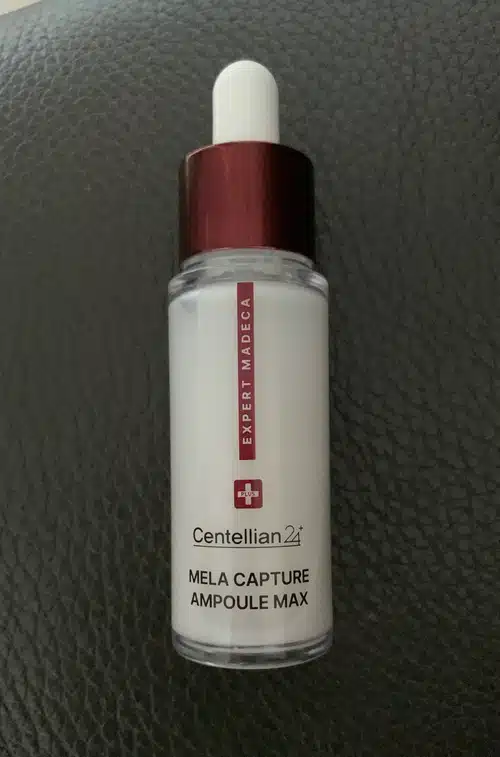 EXPERT MADECA
PLUS
Centellian24+
MELA CAPTURE
AMPOULE MAX